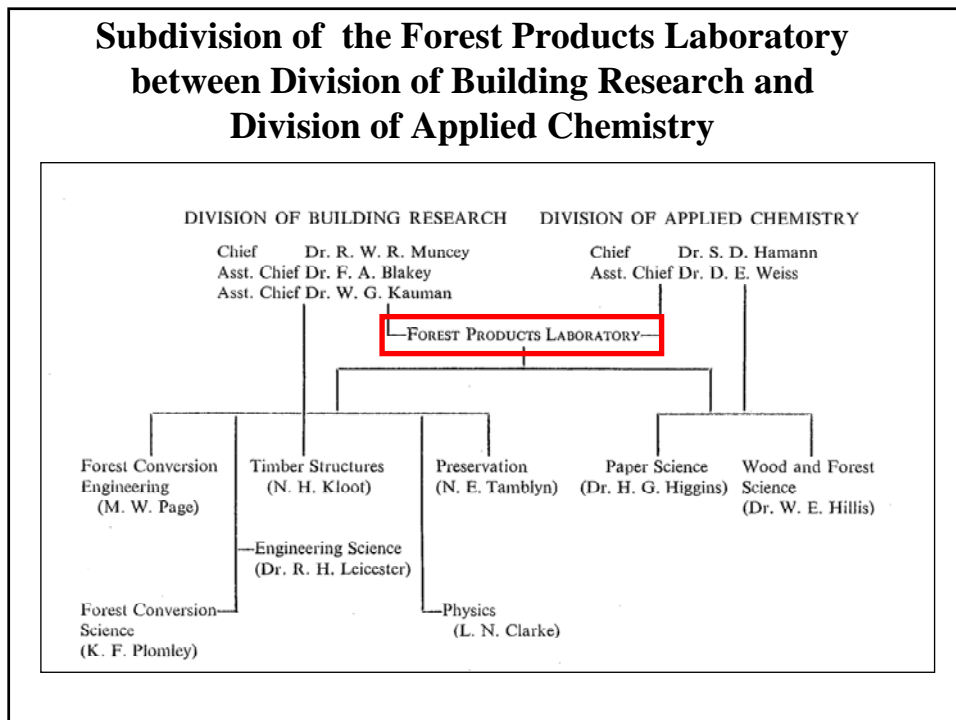 Subdivision of the Forest Products Laboratory
between Division of Building Research and
Division of Applied Chemistry
DIVISION OF BUILDING RESEARCH
Chief Dr. R. W. R. Muncey
Asst. Chief Dr. F. A. Blakey
Asst. Chief Dr. W. G. Kauman
DIVISION OF APPLIED CHEMISTRY
Chief Dr. S. D. Hamann
Asst. Chief Dr. D. E. Weiss
FOREST PRODUCTS LABORATORY
Forest Conversion
Engineering
(M. W. Page)
Timber Structures
(N. H. Kloot)
Preservation
(N. E. Tamblyn)
Paper Science
(Dr. H. G. Higgins)
Wood and Forest
Science
(Dr. W. E. Hillis)
Engineering Science
(Dr. R. H. Leicester)
Forest Conversion
Science
(K. F. Plomley)
Physics
(L. N. Clarke)